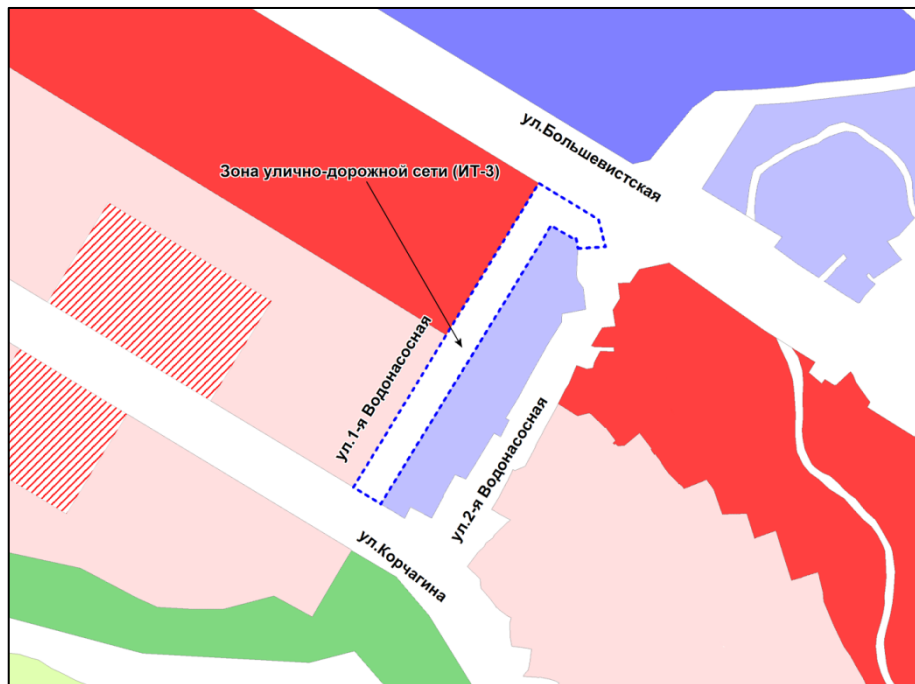 ул.Большевистская
Зона улично-дорожной сети (ИТ-3)
ул.1-я Водонасосная
ул.2-я Водонасосная
ул.Корчагина